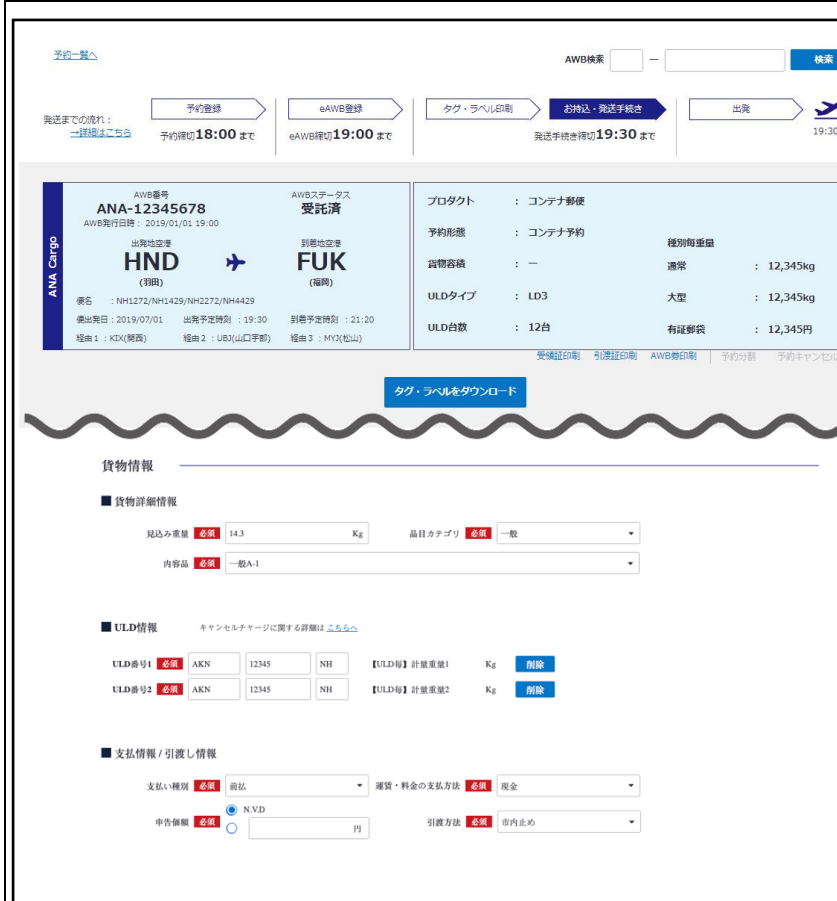 予約一覧へ
AWB検索 － 検索
発送までの流れ：
→詳細はこちら
予約登録 eAWB登録 タグ・ラベル印刷 お持込・発送手続き 出発
予約締切18:00 まで eAWB締切19:00 まで 発送手続き締切19:30 まで 19:30
ANA Cargo
AWB番号 AWBステータス
ANA-12345678 受託済
AWB発行日時：2019/01/01 19:00
出発地空港 到着地空港
HND FUK
(羽田) (福岡)
便名 ：NH1272/NH1429/NH2272/NH4429
便出発日：2019/07/01 出発予定時刻 ：19:30 到着予定時刻 ：21:20
経由1 ：KIX(関西) 経由2 ：UBJ(山口宇部) 経由3 ：MYJ(松山)
プロダクト ： コンテナ郵便
予約形態 ： コンテナ予約
種別毎重量
貨物容積 ： － 通常 ： 12,345kg
ULDタイプ ： LD3 大型 ： 12,345kg
ULD台数 ： 12台 有証郵袋 ： 12,345円
受領証印刷 引渡証印刷 AWB券印刷 予約分割 予約キャンセル
タグ・ラベルをダウンロード
貨物情報
■ 貨物詳細情報
見込み重量 必須 14.3 Kg 品目カテゴリ 必須 一般
内容品 必須 一般A-1
■ ULD情報 キャンセルチャージに関する詳細は こちらへ
ULD番号1 必須 AKN 12345 NH 【ULD毎】計量重量1 Kg 削除
ULD番号2 必須 AKN 12345 NH 【ULD毎】計量重量2 Kg 削除
■ 支払情報 / 引渡し情報
支払い種別 必須 前払 運賃・料金の支払方法 必須 現金
申告価額 必須 N.V.D
円 引渡方法 必須 市内止め